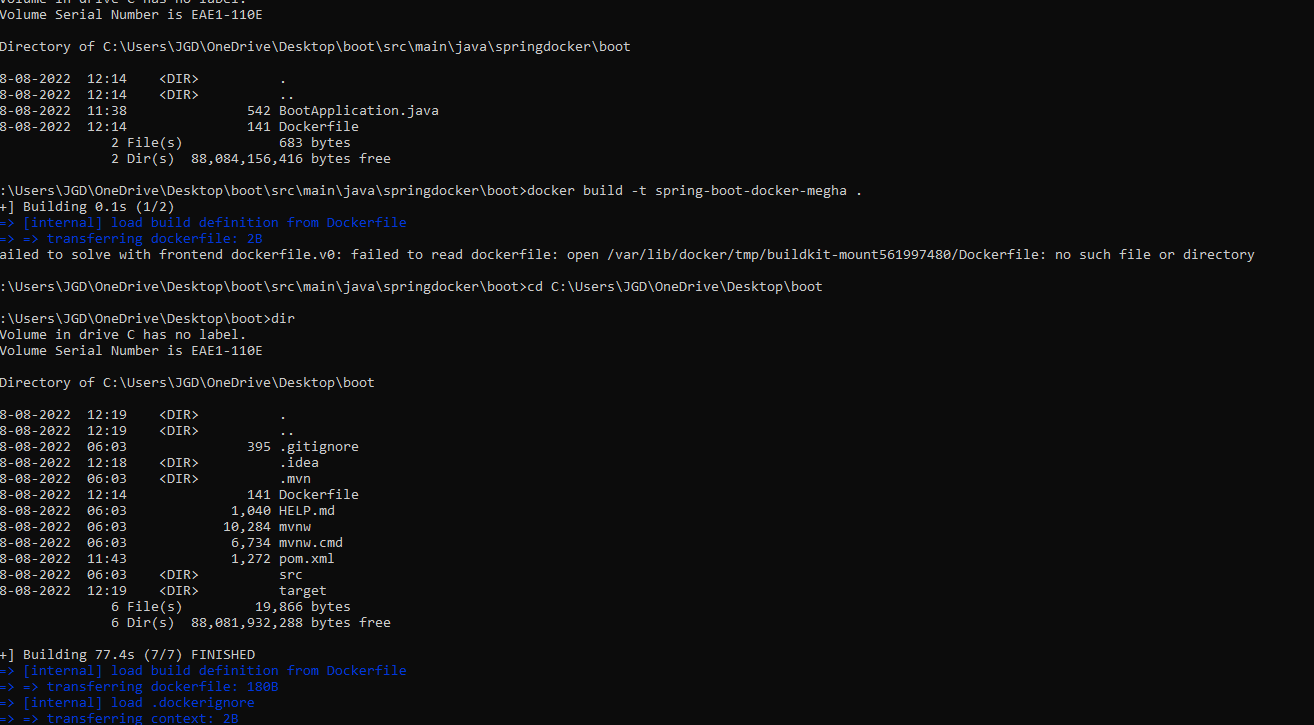 Volume in drive C has no label.
Volume Serial Number is EAE1-110E
Directory of C:\Users\JGD\OneDrive\Desktop\boot\src\main\java\springdocker\boot
8-08-2022  12:14    <DIR>          .
8-08-2022  12:14    <DIR>          ..
8-08-2022  11:38               542 BootApplication.java
8-08-2022  12:14               141 Dockerfile
              2 File(s)            683 bytes
              2 Dir(s)  88,084,156,416 bytes free
:\Users\JGD\OneDrive\Desktop\boot\src\main\java\springdocker\boot>docker build -t spring-boot-docker-megha .
+] Building 0.1s (1/2)
=> [internal] load build definition from Dockerfile
=> => transferring dockerfile: 2B
ailed to solve with frontend dockerfile.v0: failed to read dockerfile: open /var/lib/docker/tmp/buildkit-mount561997480/Dockerfile: no such file or directory
:\Users\JGD\OneDrive\Desktop\boot\src\main\java\springdocker\boot>cd C:\Users\JGD\OneDrive\Desktop\boot
:\Users\JGD\OneDrive\Desktop\boot>dir
Volume in drive C has no label.
Volume Serial Number is EAE1-110E
Directory of C:\Users\JGD\OneDrive\Desktop\boot
8-08-2022  12:19    <DIR>          .
8-08-2022  12:19    <DIR>          ..
8-08-2022  06:03               395 .gitignore
8-08-2022  12:18    <DIR>          .idea
8-08-2022  06:03    <DIR>          .mvn
8-08-2022  12:14               141 Dockerfile
8-08-2022  06:03             1,040 HELP.md
8-08-2022  06:03            10,284 mvnw
8-08-2022  06:03             6,734 mvnw.cmd
8-08-2022  11:43             1,272 pom.xml
8-08-2022  06:03    <DIR>          src
8-08-2022  12:19    <DIR>          target
              6 File(s)         19,866 bytes
              6 Dir(s)  88,081,932,288 bytes free
+] Building 77.4s (7/7) FINISHED
=> [internal] load build definition from Dockerfile
=> => transferring dockerfile: 180B
=> [internal] load .dockerignore
=> => transferring context: 2B